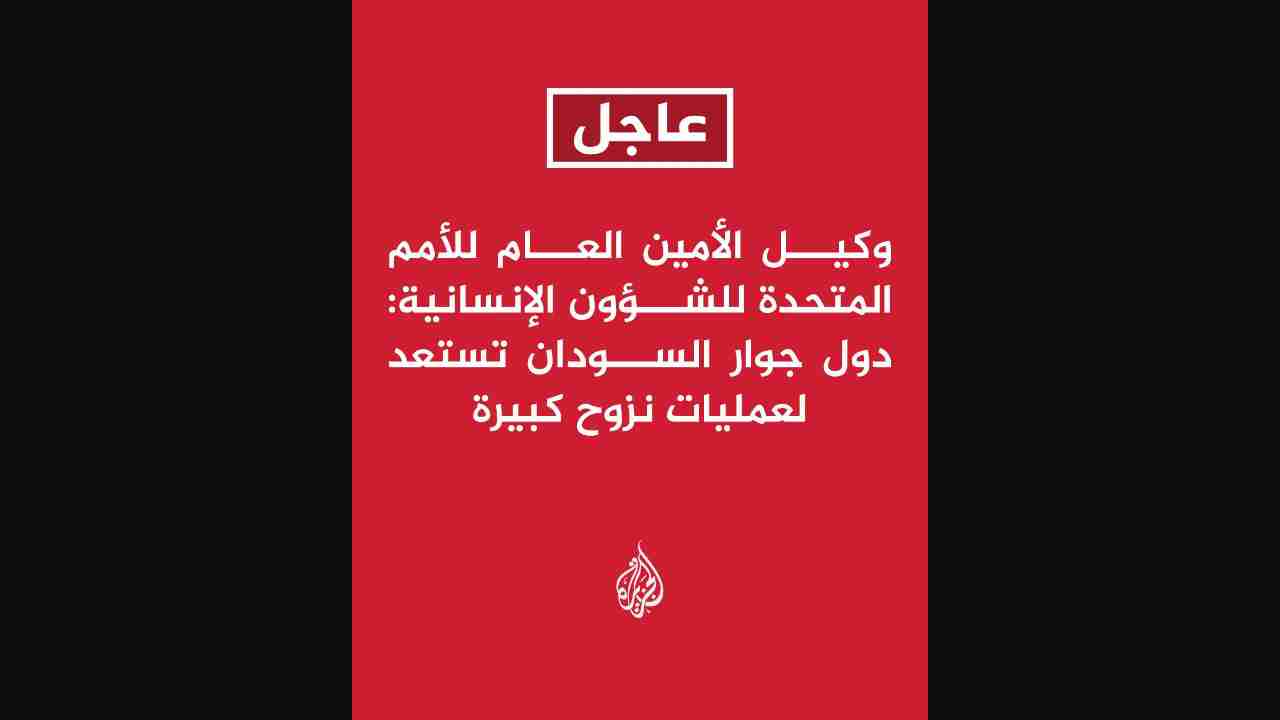 عاجل
وكيل الأمين العام للأمم
المتحدة للشؤون الإنسانية:
دول جوار السودان تستعد
لعمليات نزوح كبيرة
الجزيرة